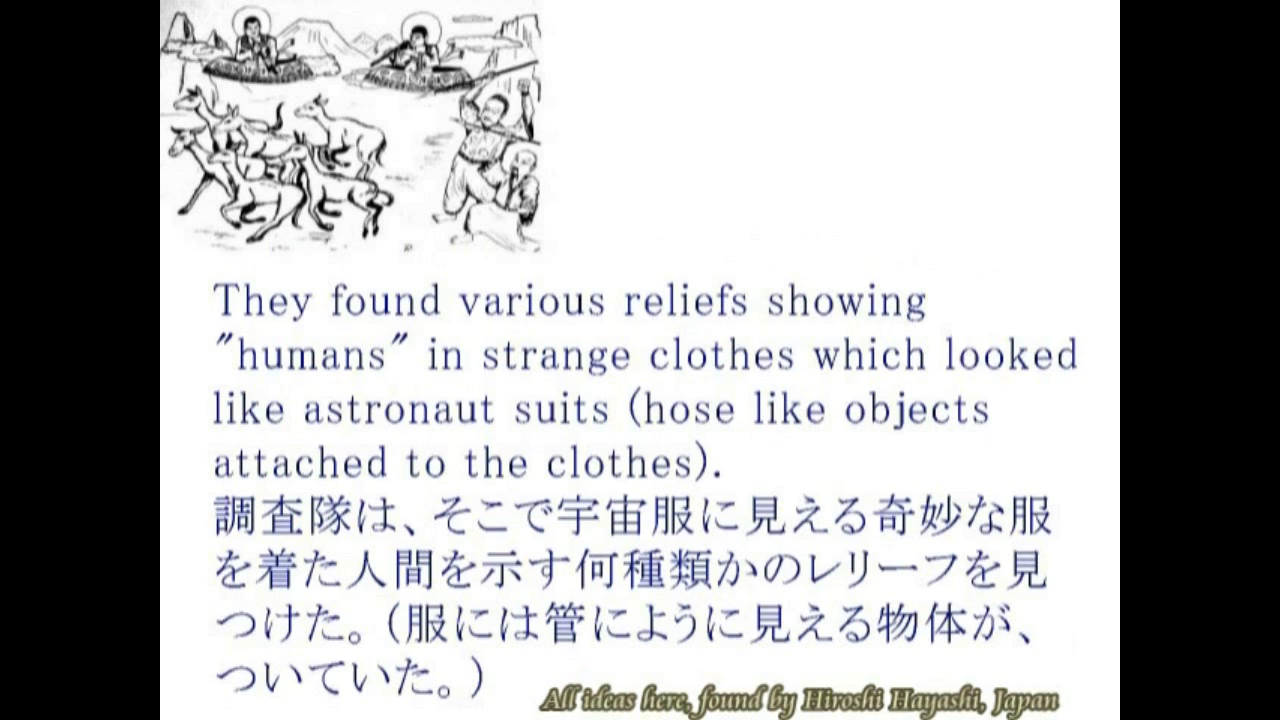 They found various reliefs showing
"humans" in strange clothes which looked
like astronaut suits (hose like objects
attached to the clothes).
調査隊は、そこで宇宙服に見える奇妙な服
を着た人間を示す何種類かのレリーフを見
つけた。（服には管にように見える物体が、
ついていた。）
All ideas here, found by Hiroshi Hayashi, Japan